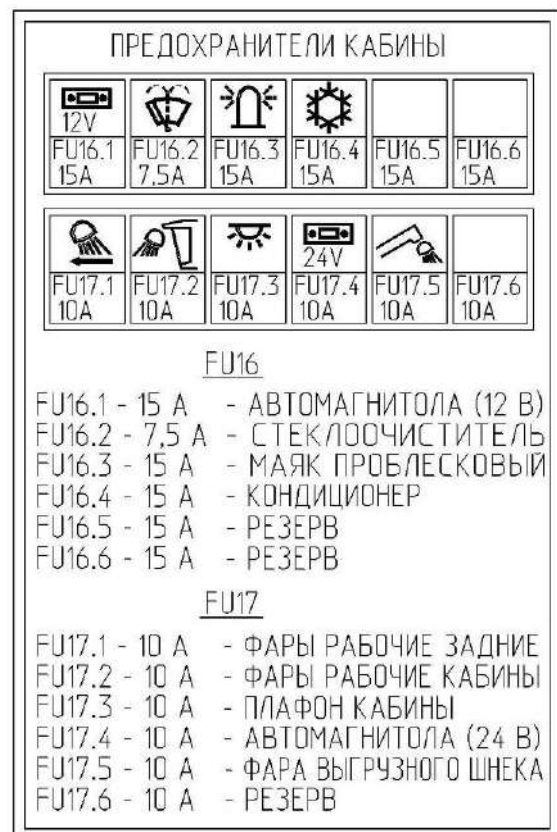 ПРЕДОХРАНИТЕЛИ КАБИНЫ
12V
FU16.1 FU16.2 FU16.3 FU16.4 FU16.5 FU16.6
15A 7,5A 15A 15A 15A 15A
24V
FU17.1 FU17.2 FU17.3 FU17.4 FU17.5 FU17.6
10A 10A 10A 10A 10A 10A
FU16
FU16.1 - 15 А - АВТОМАГНИТОЛА (12 В)
FU16.2 - 7,5 А - СТЕКЛООЧИСТИТЕЛЬ
FU16.3 - 15 А - МАЯК ПРОБЛЕСКОВЫЙ
FU16.4 - 15 А - КОНДИЦИОНЕР
FU16.5 - 15 А - РЕЗЕРВ
FU16.6 - 15 А - РЕЗЕРВ
FU17
FU17.1 - 10 А - ФАРЫ РАБОЧИЕ ЗАДНИЕ
FU17.2 - 10 А - ФАРЫ РАБОЧИЕ КАБИНЫ
FU17.3 - 10 А - ПЛАФОН КАБИНЫ
FU17.4 - 10 А - АВТОМАГНИТОЛА (24 В)
FU17.5 - 10 А - ФАРА ВЫГРУЗНОГО ШНЕКА
FU17.6 - 10 А - РЕЗЕРВ